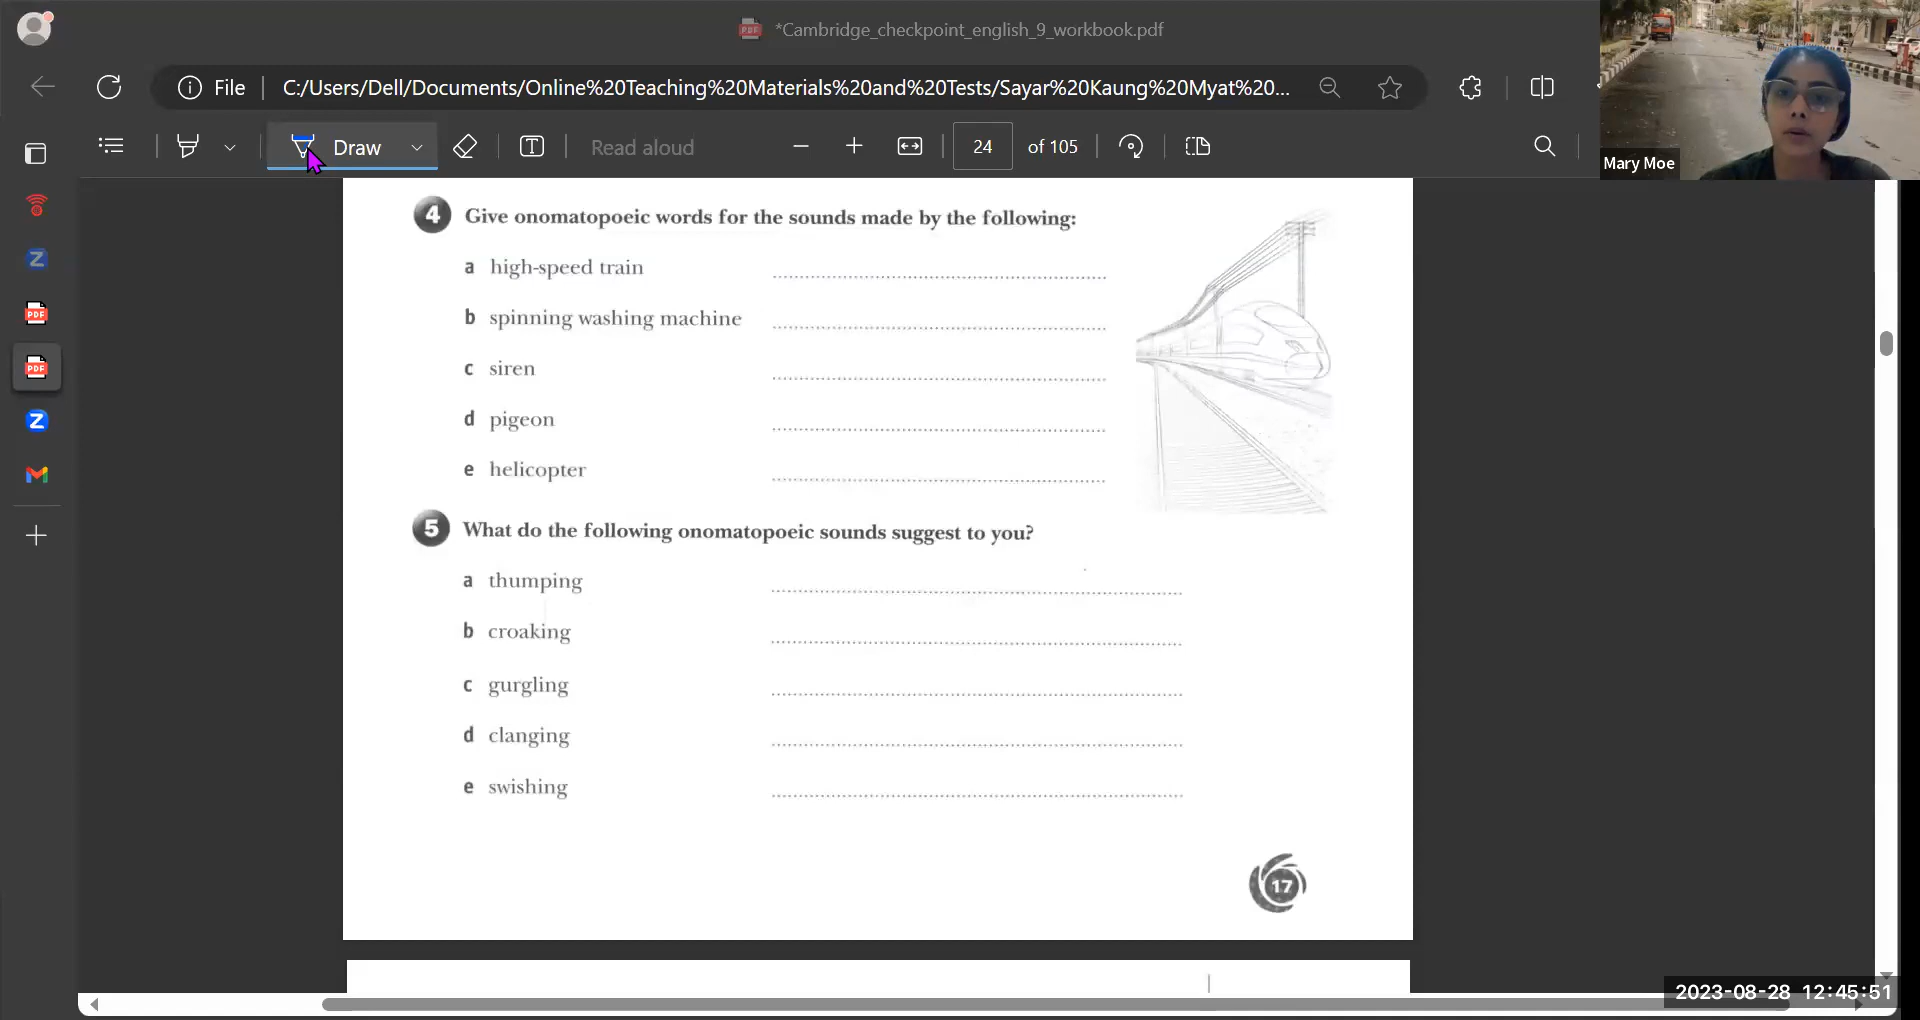 *Cambridge_checkpoint_english_9_workbook.pdf
File
C:/Users/Dell/Documents/Online%20Teaching%20Materials%20and%20Tests/Sayar%20Kaung%20Myat%20...
Draw
T
Read aloud
24
of 105
Mary Moe
PDF
Z
PDF
PDF
Z
4 Give onomatopoeic words for the sounds made by the following:
a high-speed train
b spinning washing machine
c siren
d pigeon
e helicopter
5 What do the following onomatopoeic sounds suggest to you?
a thumping
b croaking
c gurgling
d clanging
e swishing
17
2023-08-28 12:45:51